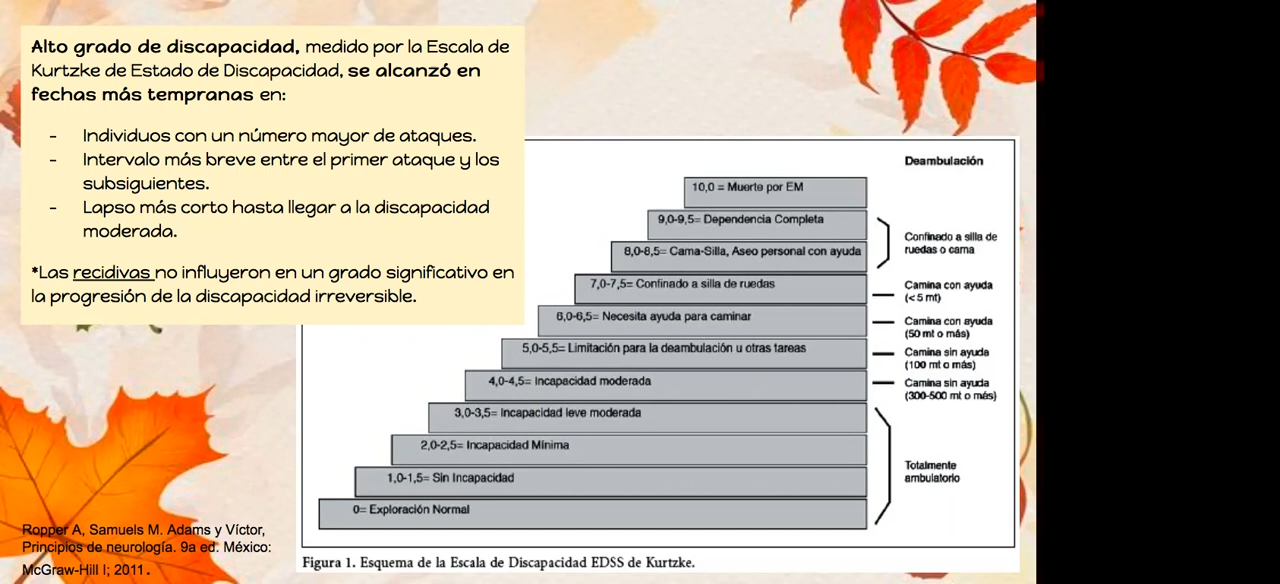 Alto grado de discapacidad, medido por la Escala de
Kurtzke de Estado de Discapacidad, se alcanzó en
fechas más tempranas en:
- Individuos con un número mayor de ataques.
- Intervalo más breve entre el primer ataque y los
subsiguientes.
- Lapso más corto hasta llegar a la discapacidad
moderada.
*Las recidivas no influyeron en un grado significativo en
la progresión de la discapacidad irreversible.
Deambulación
10,0 = Muerte por EM
9,0-9,5= Dependencia Completa
8,0-8,5= Cama-Silla, Aseo personal con ayuda
Confinado a silla de
ruedas o cama
7,0-7,5= Confinado a silla de ruedas
Camina con ayuda
(< 5 mt)
6,0-6,5= Necesita ayuda para caminar
Camina con ayuda
(50 mt o más)
5,0-5,5= Limitación para la deambulación u otras tareas
Camina sin ayuda
(100 mt o más)
4,0-4,5= Incapacidad moderada
Camina sin ayuda
(300-500 mt o más)
3,0-3,5= Incapacidad leve moderada
2,0-2,5= Incapacidad Mínima
1,0-1,5= Sin Incapacidad
0= Exploración Normal
Totalmente
ambulatorio
Figura 1. Esquema de la Escala de Discapacidad EDSS de Kurtzke.
Ropper A, Samuels M. Adams y Víctor,
Principios de neurología. 9a ed. México:
McGraw-Hill I; 2011.